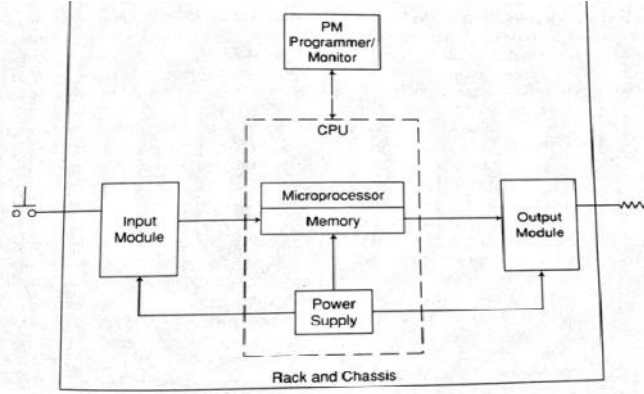 PM
Programmer/
Monitor
CPU
Microprocessor
Memory
Input
Module
Output
Module
Power
Supply
Rack and Chassis